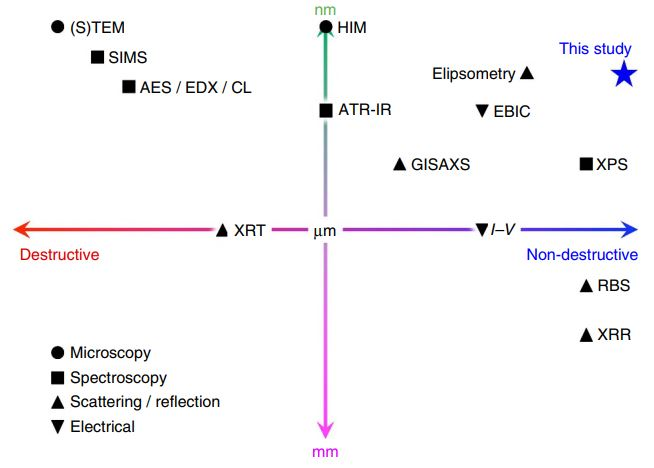 nm
(S)TEM
HIM
SIMS
This study
Elipsometry
AES / EDX / CL
ATR-IR
EBIC
GISAXS
XPS
XRT
μm
I–V
Destructive
Non-destructive
RBS
XRR
Microscopy
Spectroscopy
Scattering / reflection
Electrical
mm